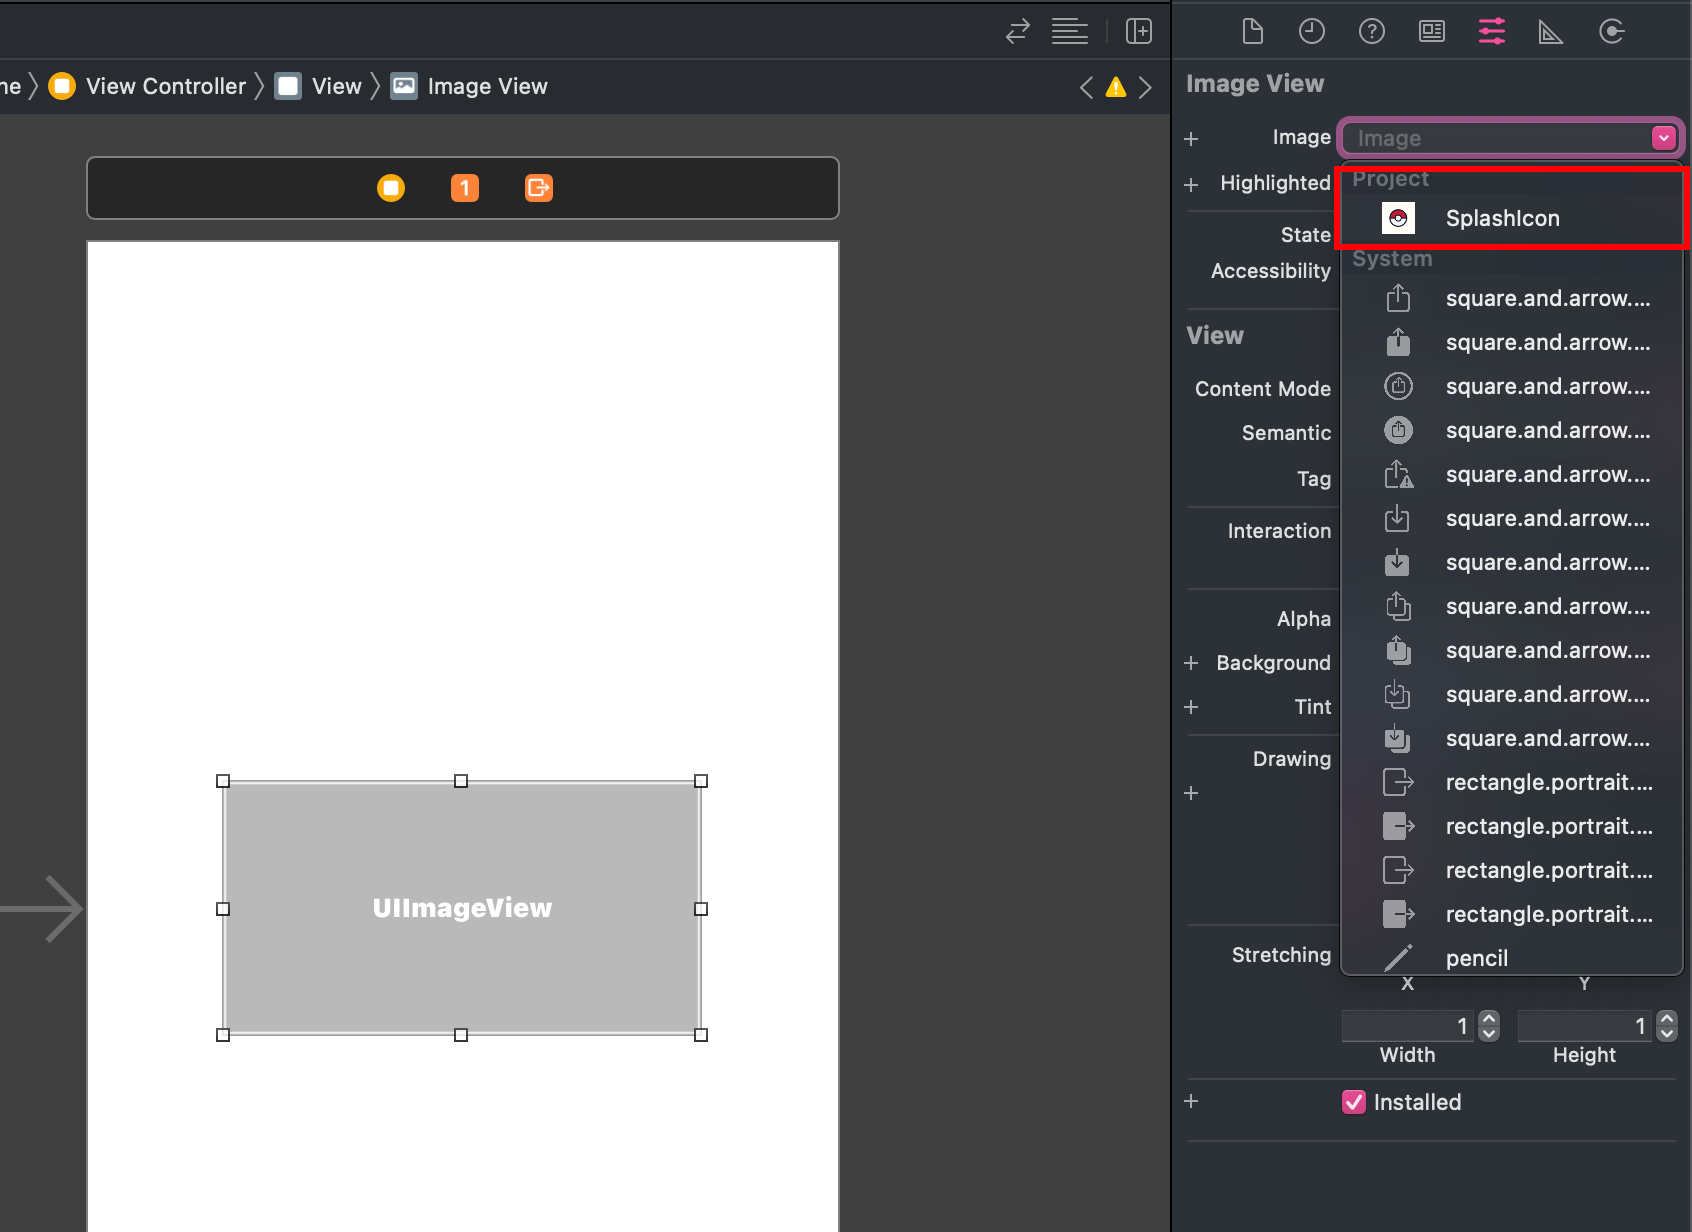 ne
View Controller
View
Image View
1
UIImageView
Image View
Image
Image
Highlighted
Project
SplashIcon
State
System
Accessibility
square.and.arrow....
View
square.and.arrow....
Content Mode
square.and.arrow....
Semantic
square.and.arrow....
Tag
square.and.arrow....
Interaction
square.and.arrow....
square.and.arrow....
Alpha
square.and.arrow....
Background
square.and.arrow....
Tint
square.and.arrow....
Drawing
square.and.arrow....
rectangle.portrait....
rectangle.portrait....
rectangle.portrait....
rectangle.portrait....
Stretching
pencil
X
Y
1
1
Width
Height
Installed